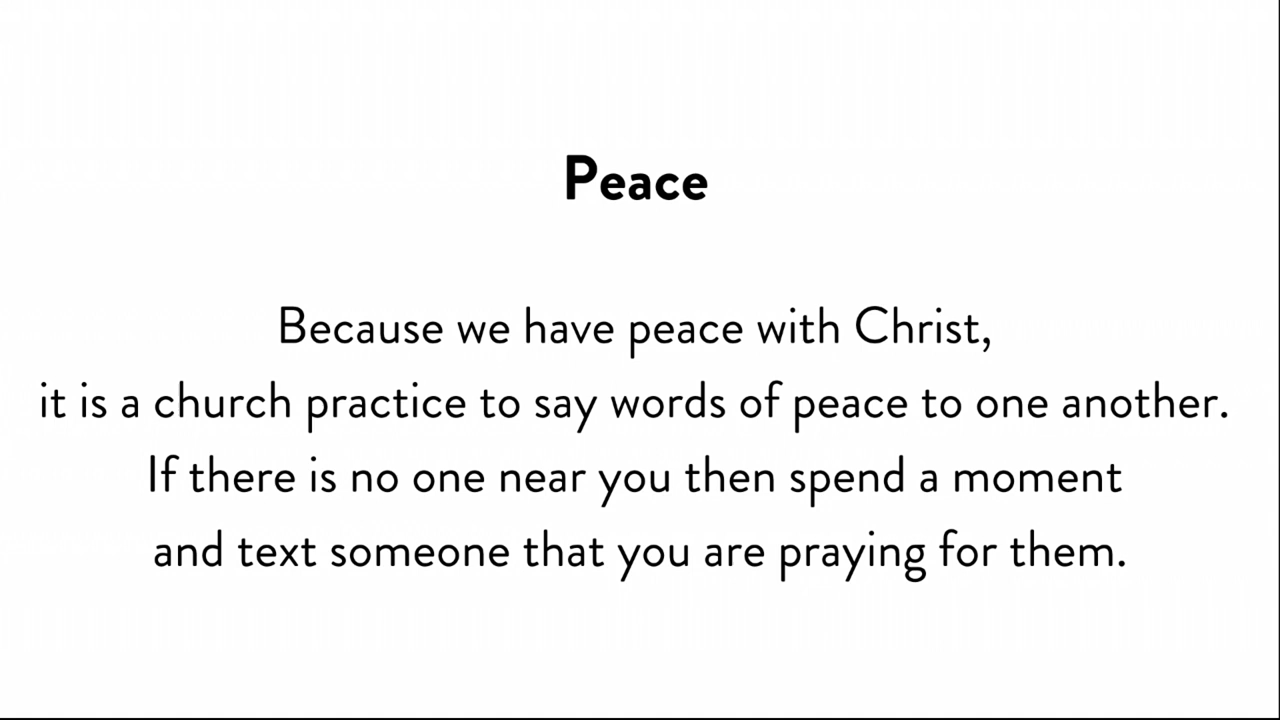 Peace
Because we have peace with Christ,
it is a church practice to say words of peace to one another.
If there is no one near you then spend a moment
and text someone that you are praying for them.